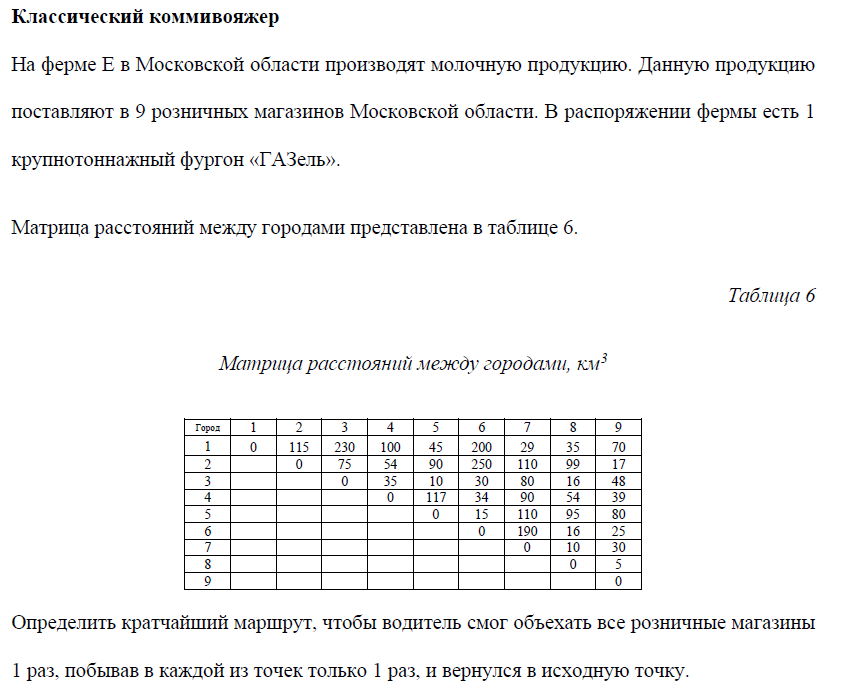 Классический коммивояжер
На ферме Е в Московской области производят молочную продукцию. Данную продукцию
поставляют в 9 розничных магазинов Московской области. В распоряжении фермы есть 1
крупнотоннажный фургон «ГАЗель».
Матрица расстояний между городами представлена в таблице 6.
Таблица 6
Матрица расстояний между городами, км³
Город 1 2 3 4 5 6 7 8 9
1 0 115 230 100 45 200 29 35 70
2 0 75 54 90 250 110 99 17
3 0 35 10 30 80 16 48
4 0 117 34 90 54 39
5 0 15 110 95 80
6 0 190 16 25
7 0 10 30
8 0 5
9 0
Определить кратчайший маршрут, чтобы водитель смог объехать все розничные магазины
1 раз, побывав в каждой из точек только 1 раз, и вернулся в исходную точку.